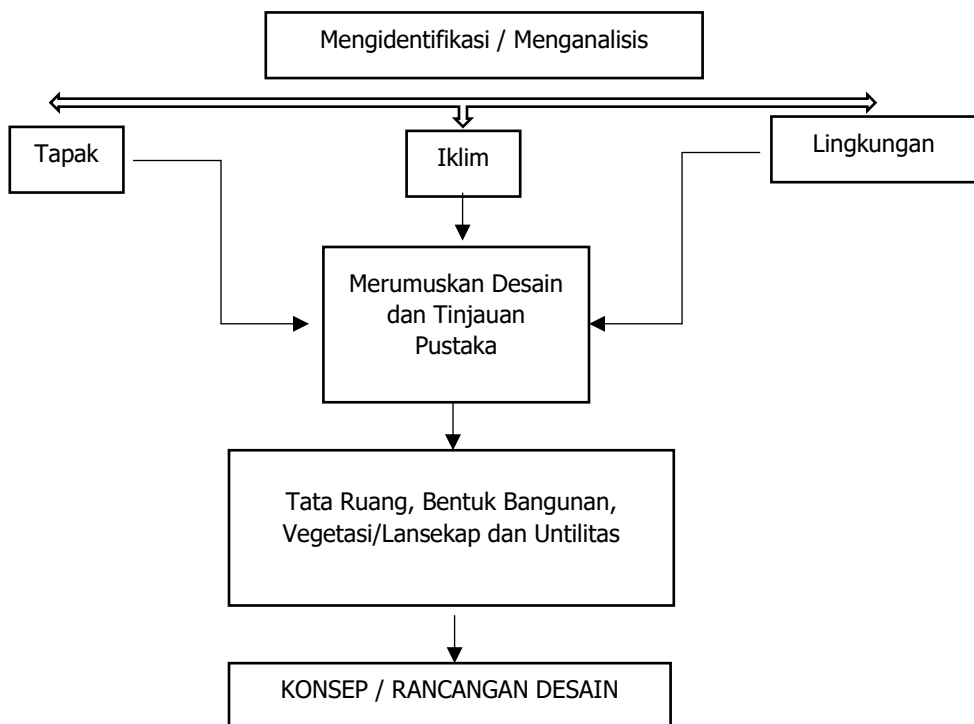 Mengidentifikasi / Menganalisis
Tapak
Iklim
Lingkungan
Merumuskan Desain
dan Tinjauan
Pustaka
Tata Ruang, Bentuk Bangunan,
Vegetasi/Lansekap dan Untilitas
KONSEP / RANCANGAN DESAIN